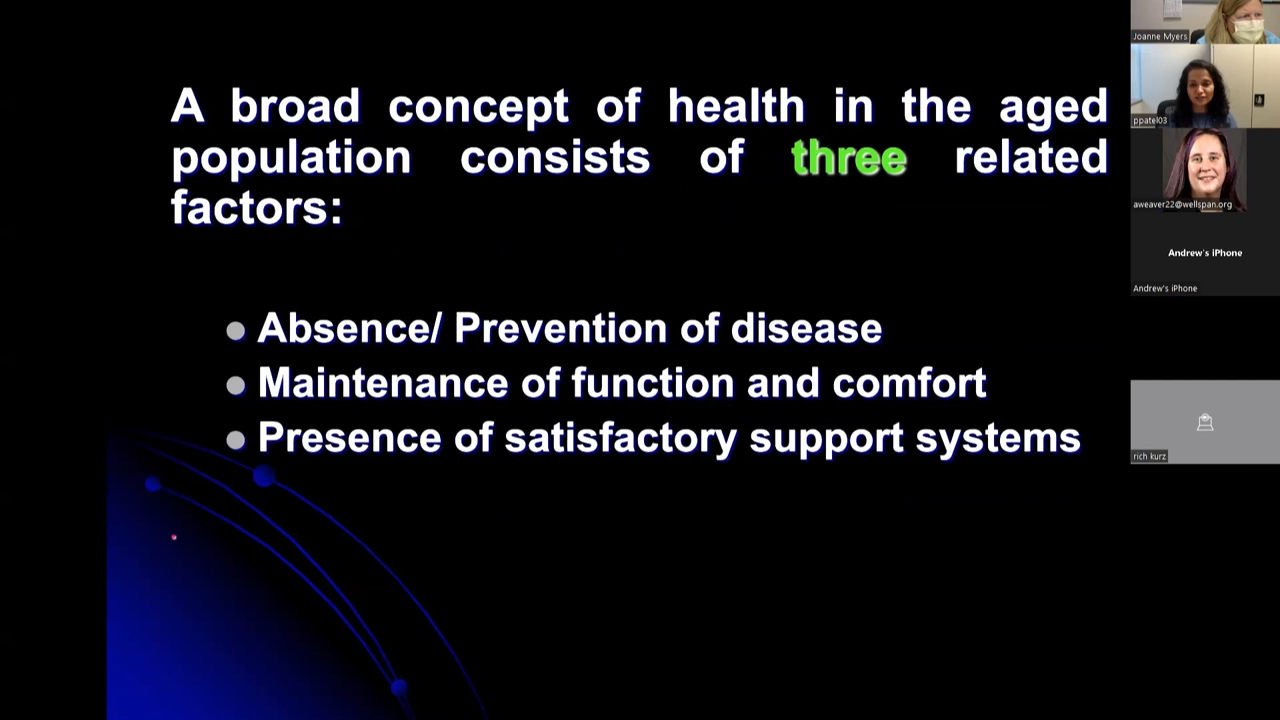 A broad concept of health in the aged
population consists of three related
factors:
Absence/ Prevention of disease
Maintenance of function and comfort
Presence of satisfactory support systems
Joanne Myers
ppatel03
aweaver22@wellspan.org
Andrew's iPhone
Andrew's iPhone
rich kurz